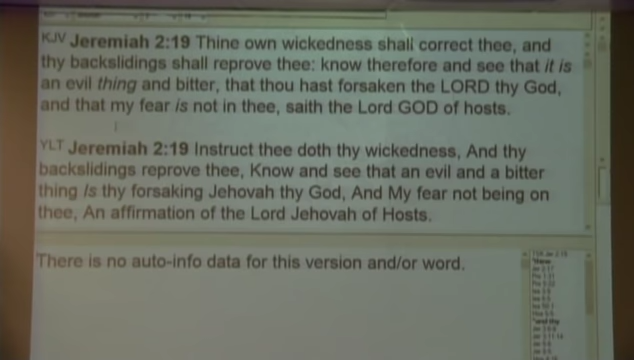 KJV Jeremiah 2:19 Thine own wickedness shall correct thee, and
thy backslidings shall reprove thee: know therefore and see that it is
an evil thing and bitter, that thou hast forsaken the LORD thy God,
and that my fear is not in thee, saith the Lord GOD of hosts.
YLT Jeremiah 2:19 Instruct thee doth thy wickedness, And thy
backslidings reprove thee, Know and see that an evil and a bitter
thing Is thy forsaking Jehovah thy God, And My fear not being on
thee, An affirmation of the Lord Jehovah of Hosts.
There is no auto-info data for this version and/or word.